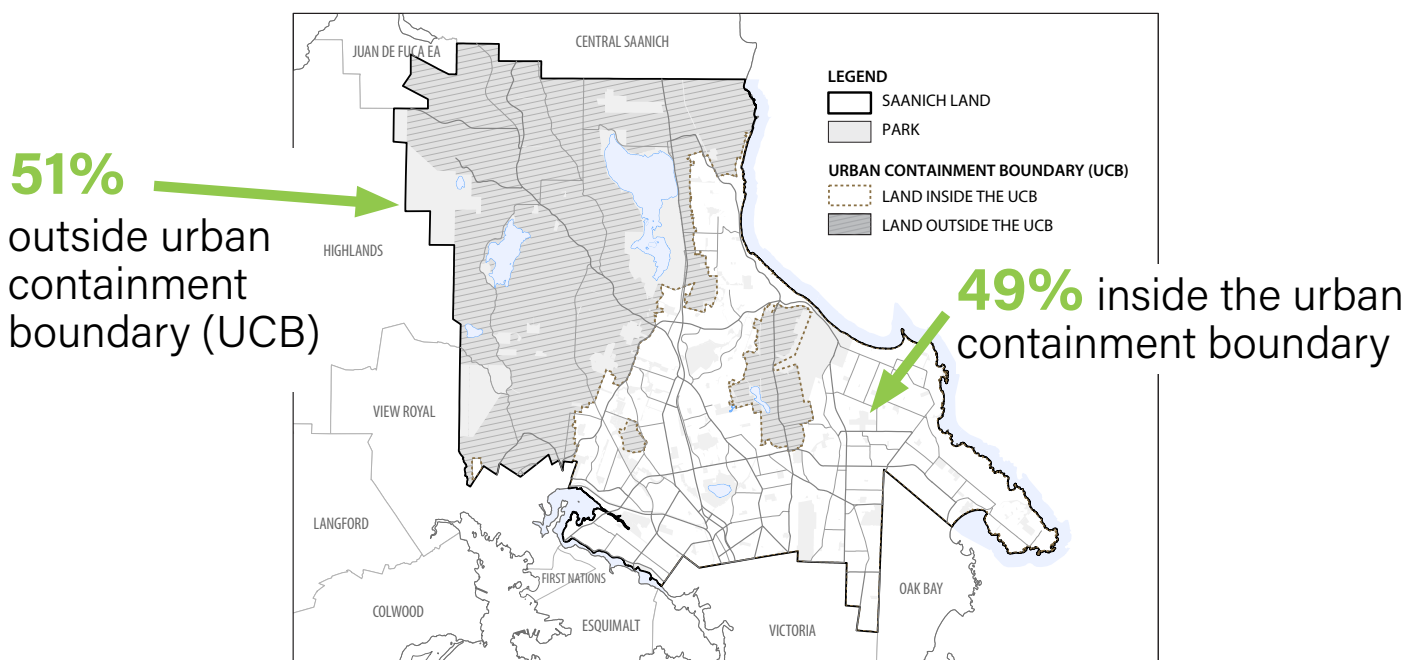 JUAN DE FUCA EA
CENTRAL SAANICH
LEGEND
SAANICH LAND
PARK
URBAN CONTAINMENT BOUNDARY (UCB)
LAND INSIDE THE UCB
LAND OUTSIDE THE UCB
51%
outside urban
containment
boundary (UCB)
HIGHLANDS
49% inside the urban
containment boundary
VIEW ROYAL
LANGFORD
FIRST NATIONS
COLWOOD
ESQUIMALT
VICTORIA
OAK BAY